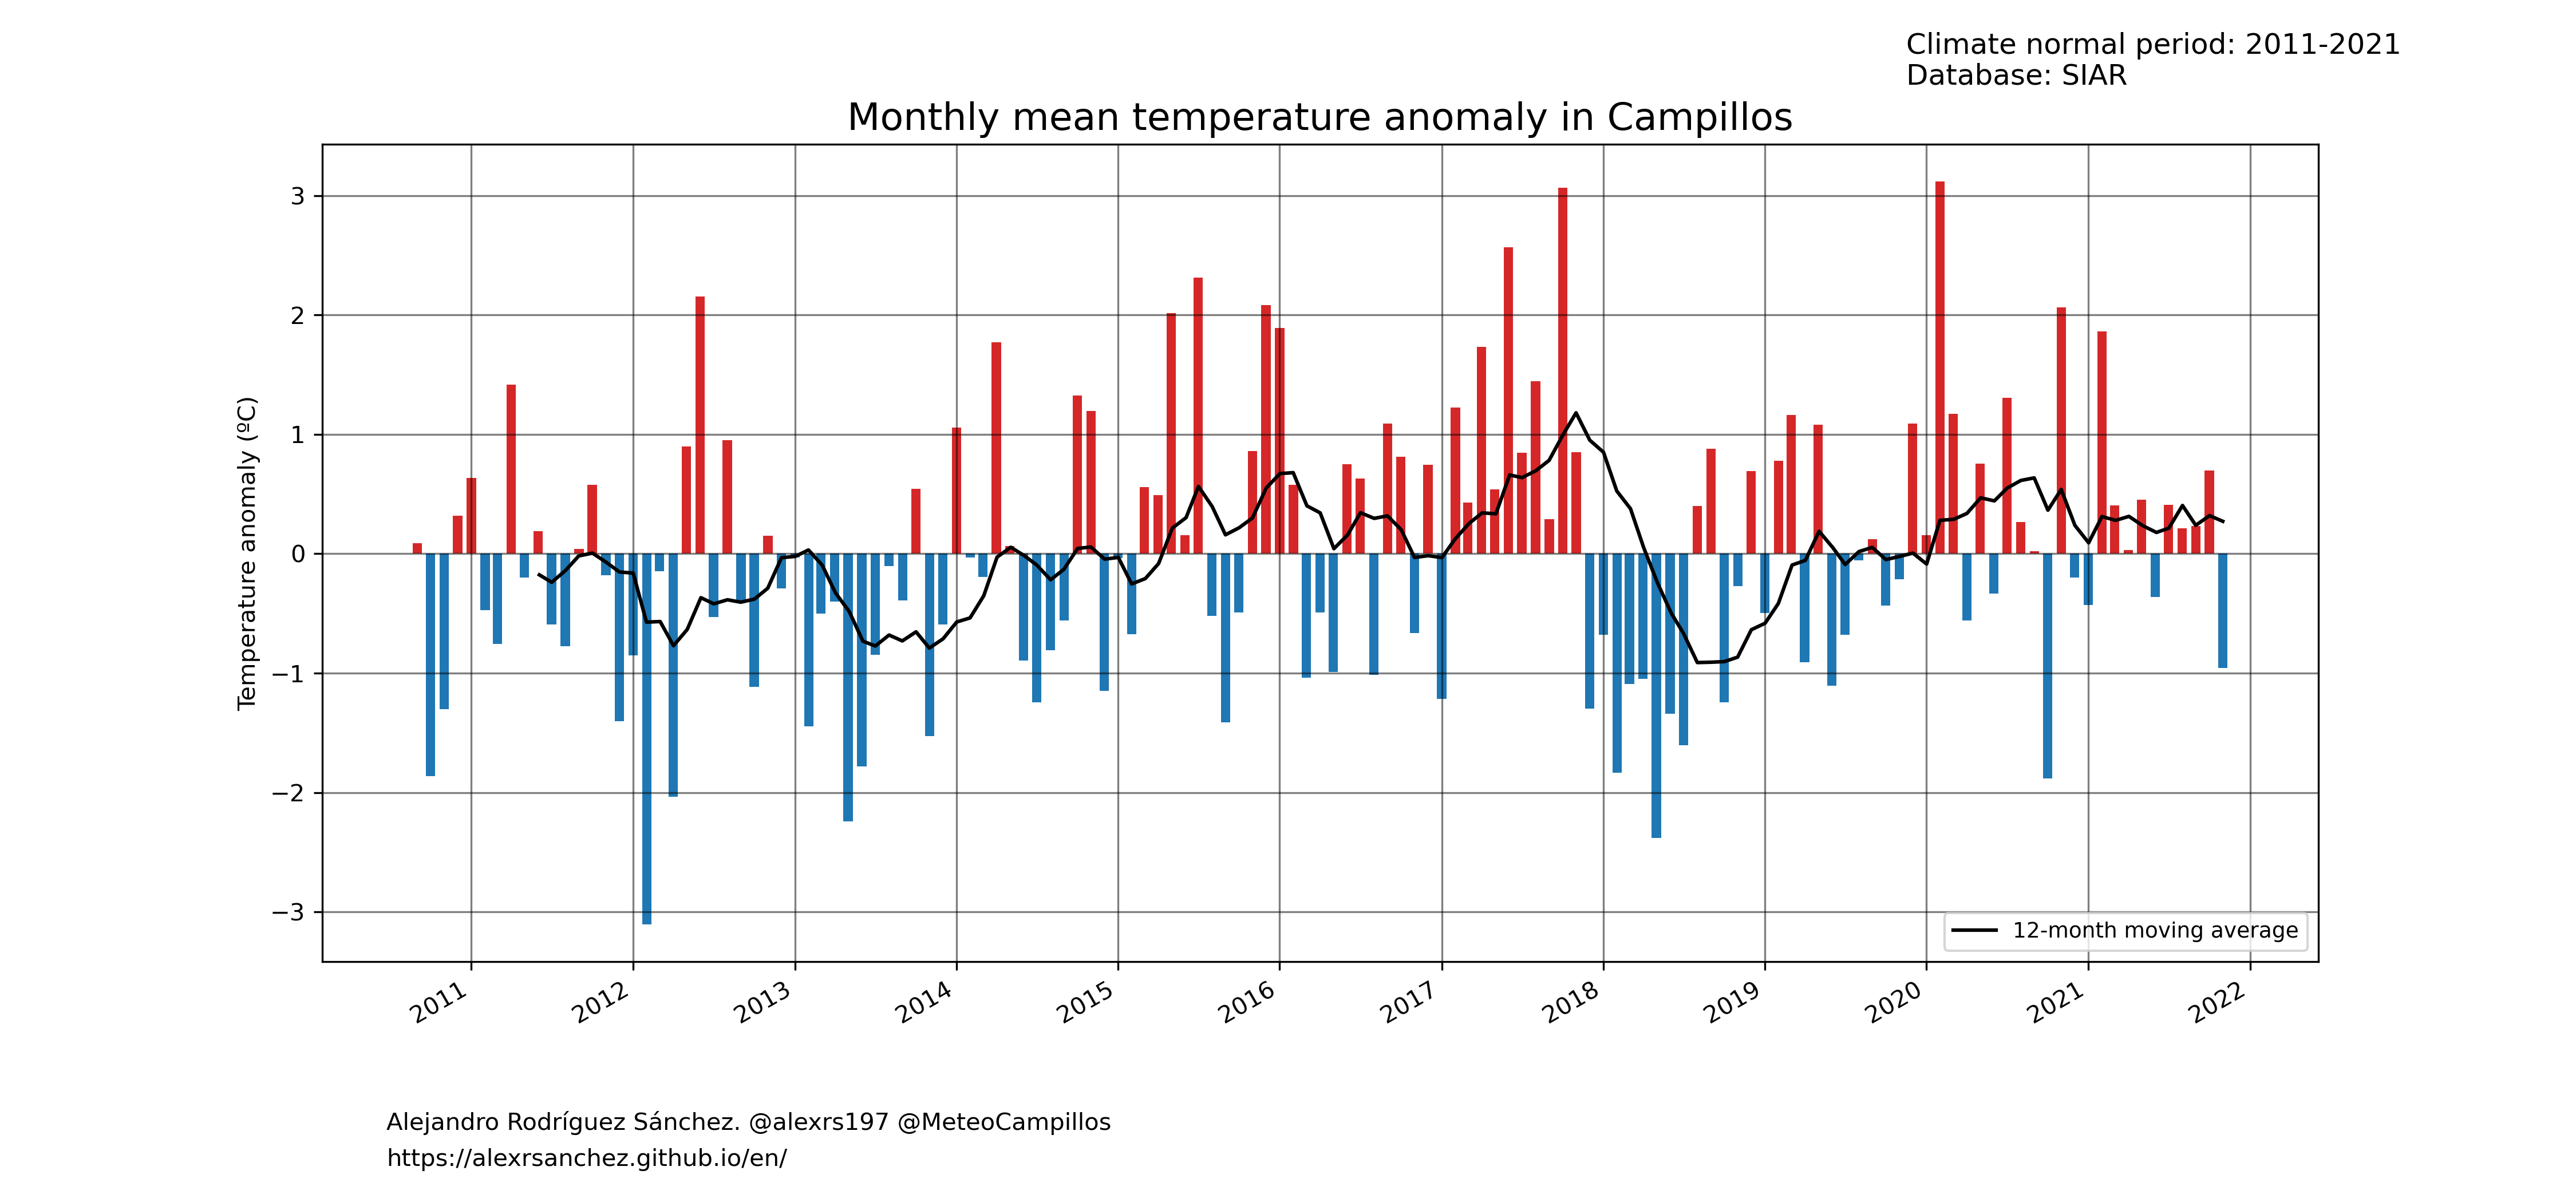 Climate normal period: 2011-2021
Database: SIAR
Monthly mean temperature anomaly in Campillos
Temperature anomaly (ºC)
3
2
1
0
−1
−2
−3
12-month moving average
2011
2012
2013
2014
2015
2016
2017
2018
2019
2020
2021
2022
Alejandro Rodríguez Sánchez. @alexrs197 @MeteoCampillos
https://alexrsanchez.github.io/en/